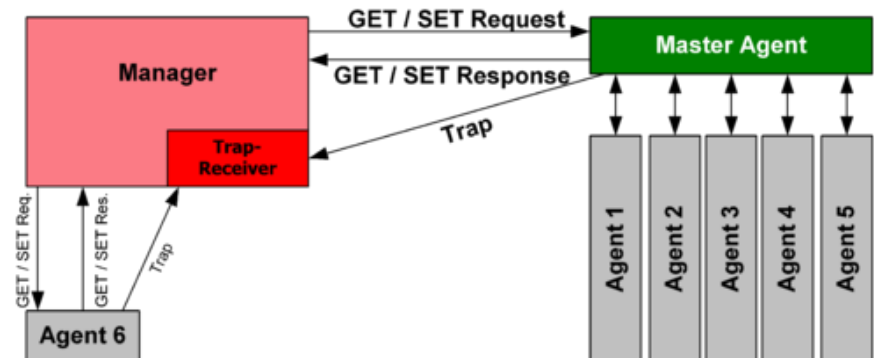 GET / SET Request
Manager
Master Agent
GET / SET Response
Trap
Trap-
Receiver
GET / SET Req.
GET / SET Res.
Trap
Agent 6
Agent 1
Agent 2
Agent 3
Agent 4
Agent 5